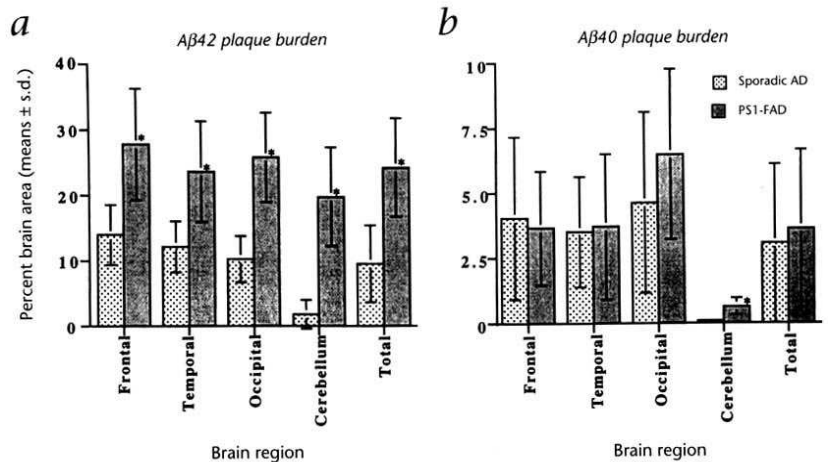 a
Aβ42 plaque burden
Percent brain area (means ± s.d.)
40
30
20
10
0
*
*
*
*
*
Frontal
Temporal
Occipital
Cerebellum
Total
Brain region
b
Aβ40 plaque burden
10
7.5
5.0
2.5
0
Sporadic AD
PS1-FAD
*
Frontal
Temporal
Occipital
Cerebellum
Total
Brain region